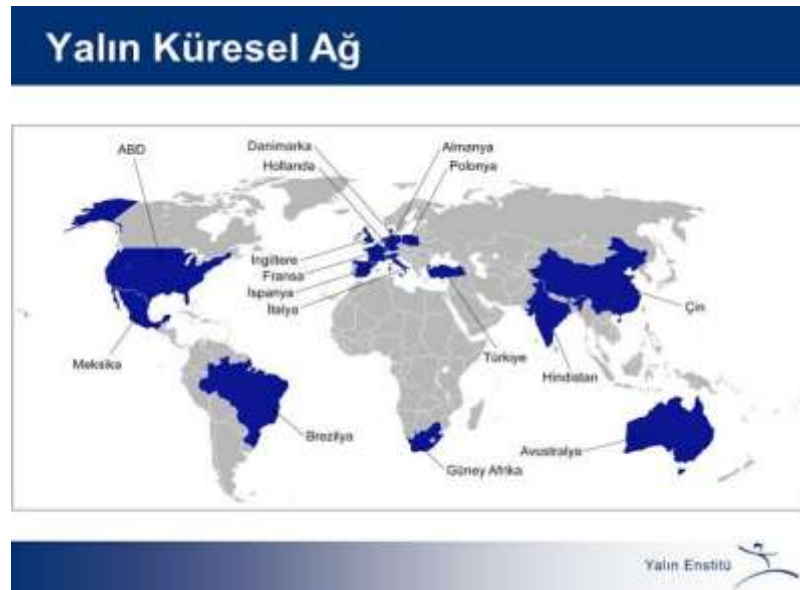 Yalın Küresel Ağ
ABD
Danimarka
Hollanda
Almanya
Polonya
İngiltere
Fransa
İspanya
İtalya
Türkiye
Çin
Hindistan
Meksika
Brezilya
Güney Afrika
Avustralya
Yalın Enstitü